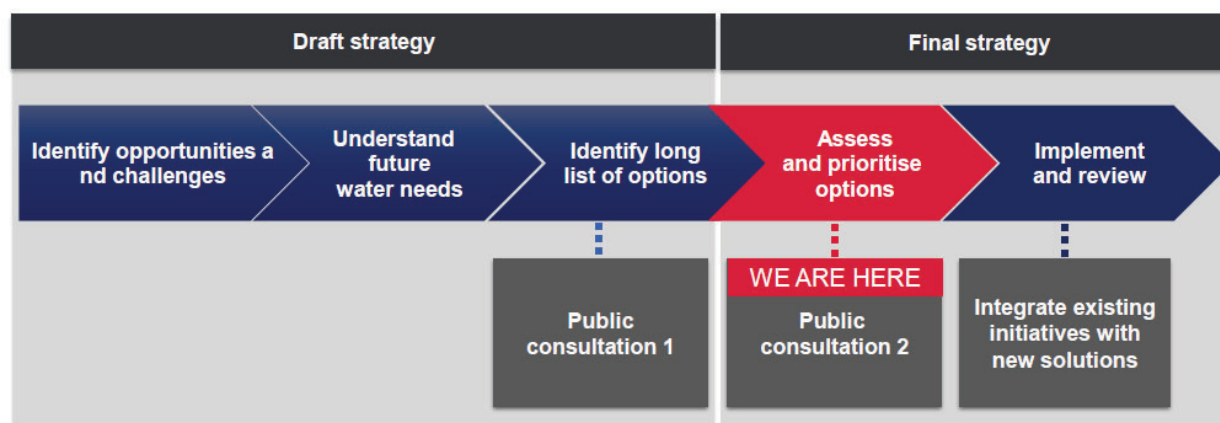 Draft strategy
Final strategy
Identify opportunities a
nd challenges
Understand
future
water needs
Identify long
list of options
Assess
and prioritise
options
Implement
and review
Public
consultation 1
WE ARE HERE
Public
consultation 2
Integrate existing
initiatives with
new solutions